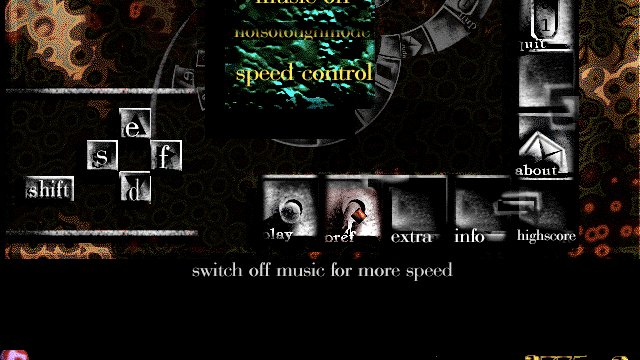 music off
notsotoughmode
speed control
1
quit
e
s
f
shift
d
about
play
pref
extra
info
highscore
switch off music for more speed